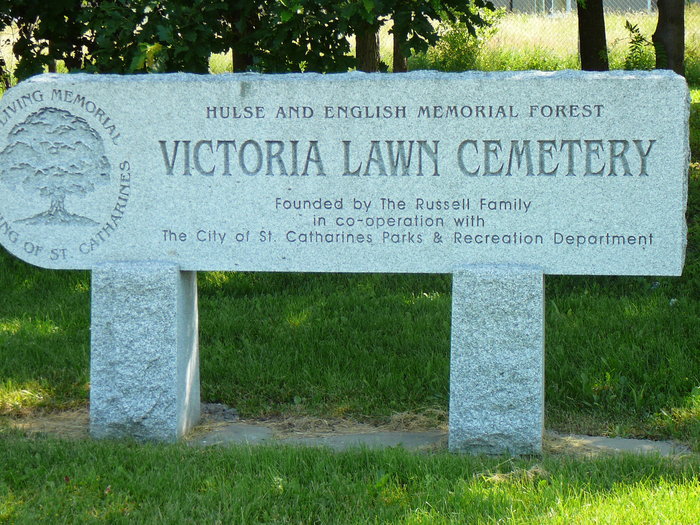 LIVING MEMORIAL
OF ST. CATHARINES
HULSE AND ENGLISH MEMORIAL FOREST
VICTORIA LAWN CEMETERY
Founded by The Russell Family
in co-operation with
The City of St. Catharines Parks & Recreation Department